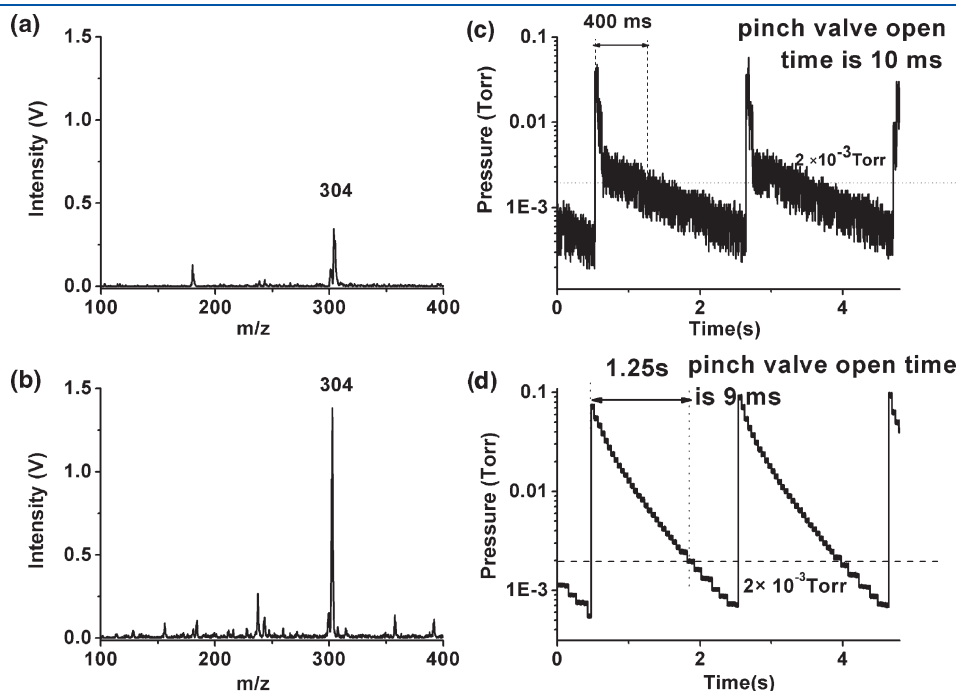 (a)
1.5
1.0
0.5
0.0
Intensity (V)
304
100
200
300
400
m/z
(c)
400 ms
pinch valve open
time is 10 ms
0.1
0.01
1E-3
Pressure (Torr)
2 ×10⁻³Torr
0
2
4
Time(s)
(b)
1.5
1.0
0.5
0.0
Intensity (V)
304
100
200
300
400
m/z
(d)
1.25s
pinch valve open time
is 9 ms
0.1
0.01
1E-3
Pressure (Torr)
2× 10⁻³Torr
0
2
4
Time(s)